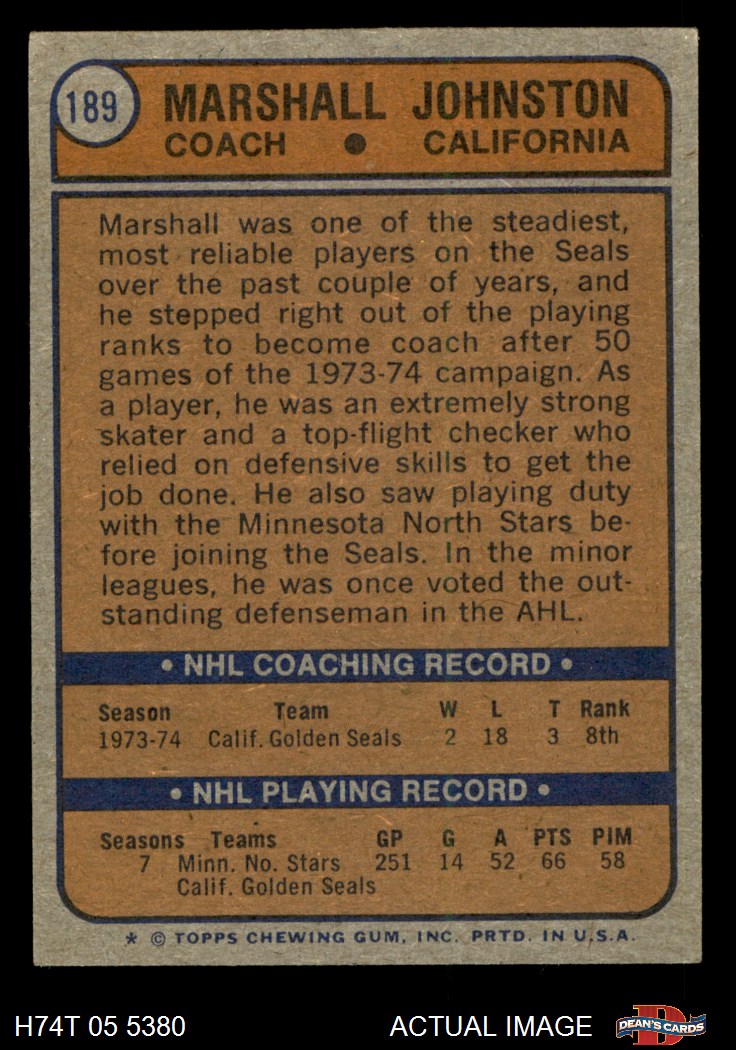 189
MARSHALL JOHNSTON
COACH • CALIFORNIA
Marshall was one of the steadiest,
most reliable players on the Seals
over the past couple of years, and
he stepped right out of the playing
ranks to become coach after 50
games of the 1973-74 campaign. As
a player, he was an extremely strong
skater and a top-flight checker who
relied on defensive skills to get the
job done. He also saw playing duty
with the Minnesota North Stars be-
fore joining the Seals. In the minor
leagues, he was once voted the out-
standing defenseman in the AHL.
• NHL COACHING RECORD •
Season Team W L T Rank
1973-74 Calif. Golden Seals 2 18 3 8th
• NHL PLAYING RECORD •
Seasons Teams GP G A PTS PIM
7 Minn. No. Stars 251 14 52 66 58
Calif. Golden Seals
* © TOPPS CHEWING GUM, INC. PRTD. IN U.S.A.
H74T 05 5380 ACTUAL IMAGE D DEAN'S CARDS